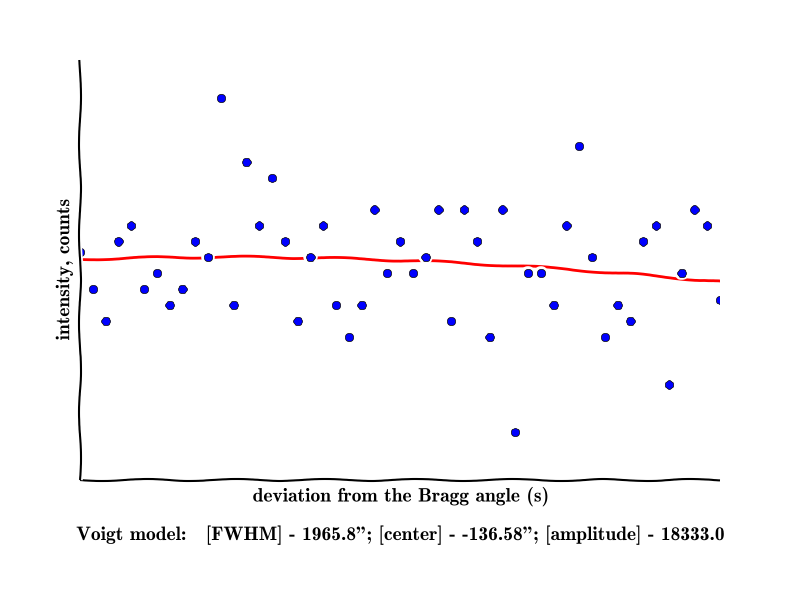 intensity, counts
deviation from the Bragg angle (s)
Voigt model: [FWHM] - 1965.8”; [center] - -136.58”; [amplitude] - 18333.0